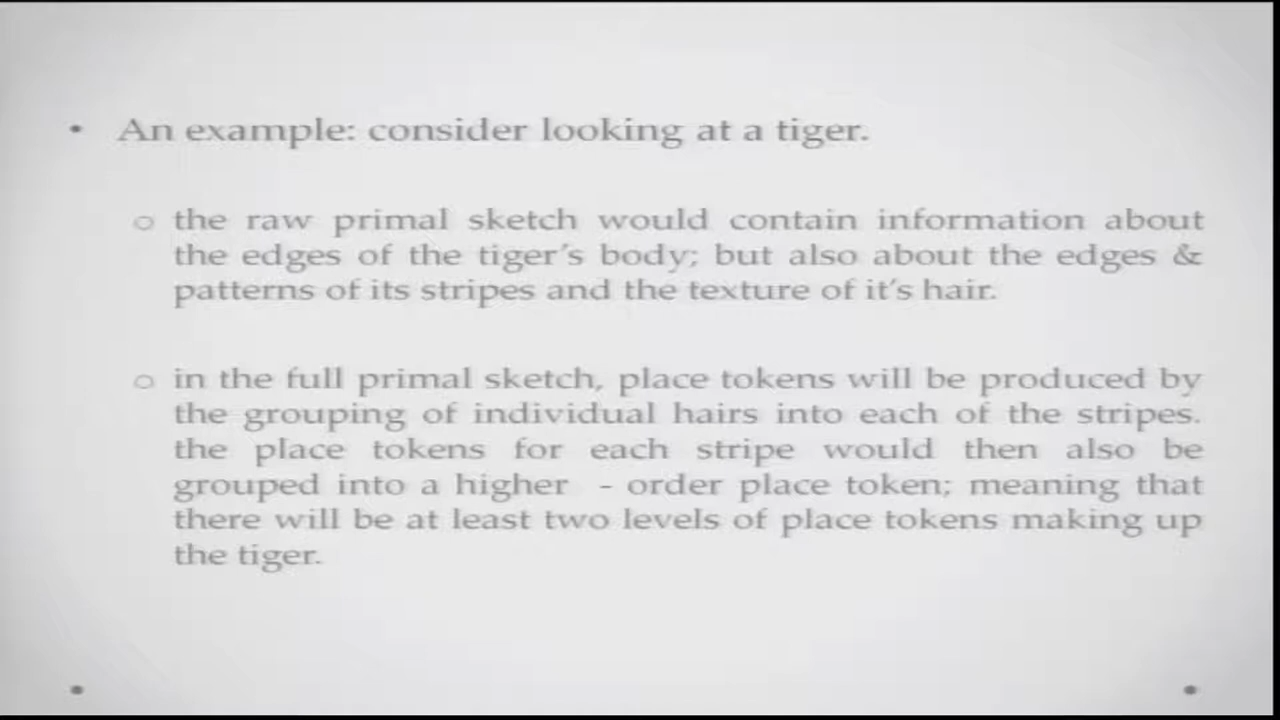 • An example: consider looking at a tiger.
o the raw primal sketch would contain information about
the edges of the tiger's body; but also about the edges &
patterns of its stripes and the texture of it's hair.
o in the full primal sketch, place tokens will be produced by
the grouping of individual hairs into each of the stripes.
the place tokens for each stripe would then also be
grouped into a higher - order place token; meaning that
there will be at least two levels of place tokens making up
the tiger.